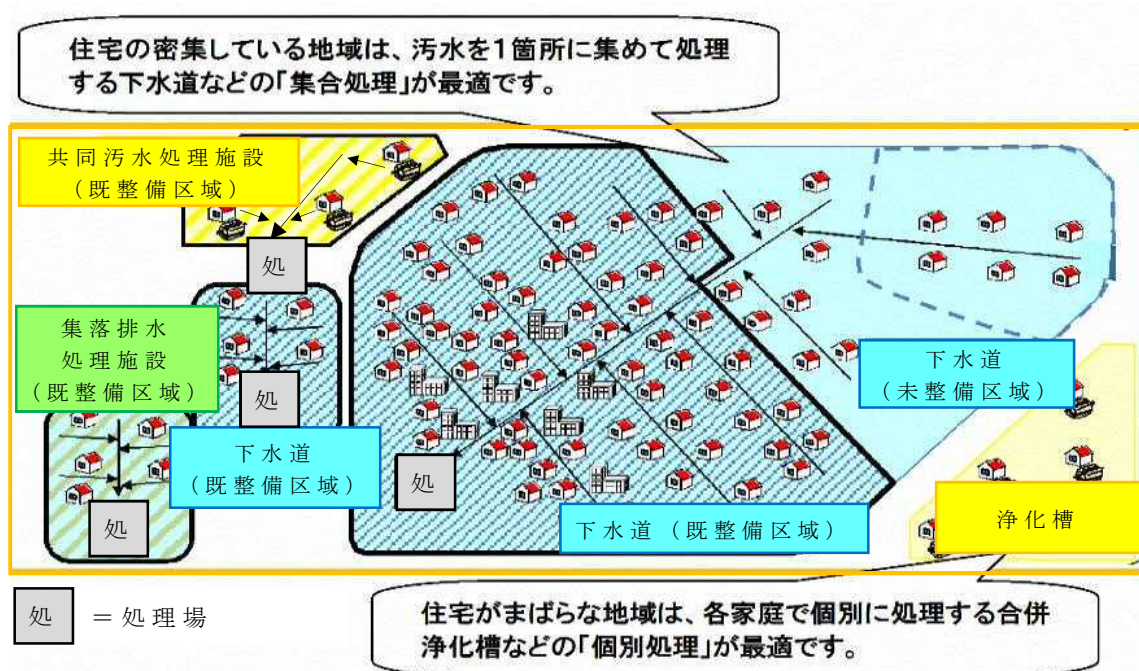 住宅の密集している地域は、汚水を1箇所に集めて処理
する下水道などの「集合処理」が最適です。
共同汚水処理施設
(既整備区域)
処
集落排水
処理施設
(既整備区域)
処
下水道
(既整備区域)
処
処
下水道(既整備区域)
下水道
(未整備区域)
浄化槽
処
＝処理場
住宅がまばらな地域は、各家庭で個別に処理する合併
浄化槽などの「個別処理」が最適です。